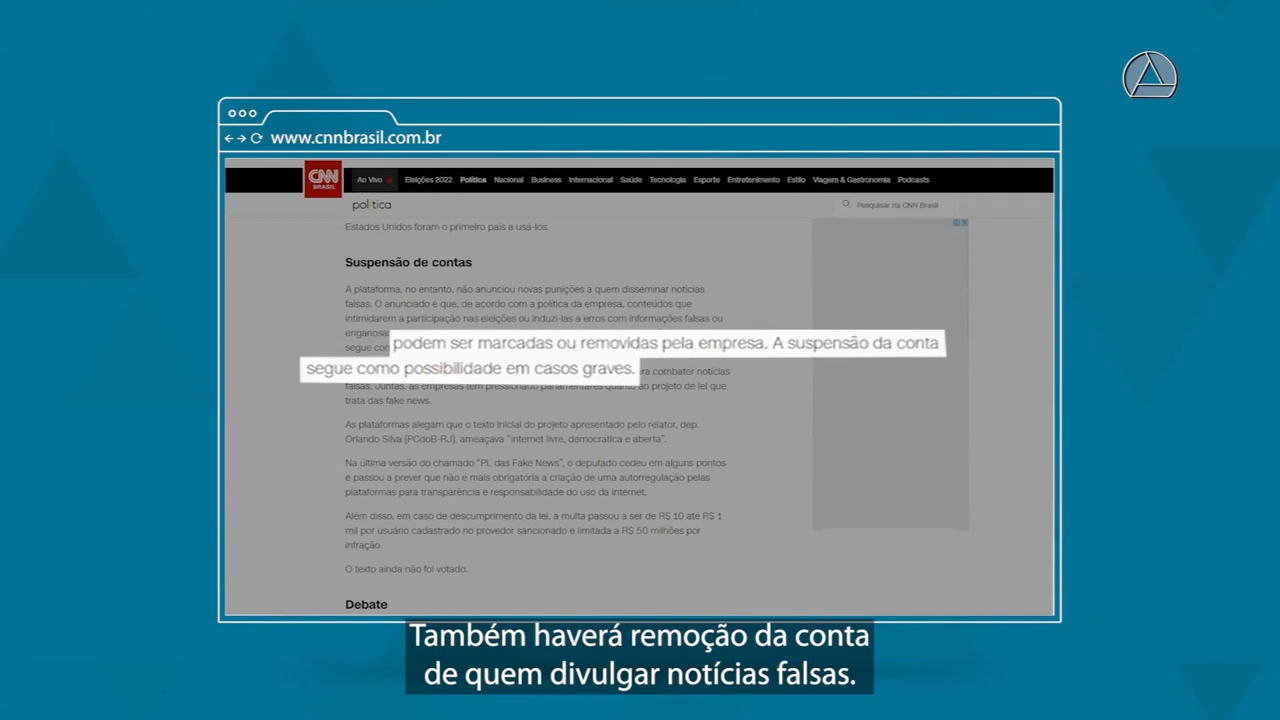 www.cnnbrasil.com.br
CNN
BRASIL
Ao Vivo
Eleições 2022 Política Nacional Business Internacional Saúde Tecnologia Esporte Entretenimento Estilo Viagem & Gastronomia Podcasts
política
Pesquisar na CNN Brasil
Estados Unidos foram o primeiro país a usá-los.
Suspensão de contas
A plataforma, no entanto, não anunciou novas punições a quem disseminar notícias
falsas. O anunciado é que, de acordo com a política da empresa, conteúdos que
intimidarem a participação nas eleições ou induzi-las a erros com informações falsas ou
enganosas
podem ser marcadas ou removidas pela empresa. A suspensão da conta
segue como possibilidade em casos graves.
segue con
para combater notícias
falsas. Juntas, as empresas têm pressionado parlamentares quanto ao projeto de lei que
trata das fake news.
As plataformas alegam que o texto inicial do projeto apresentado pelo relator, dep.
Orlando Silva (PCdoB-RJ), ameaçava "internet livre, democrática e aberta".
Na última versão do chamado "PL das Fake News", o deputado cedeu em alguns pontos
e passou a prever que não é mais obrigatória a criação de uma autorregulação pelas
plataformas para transparência e responsabilidade do uso da internet.
Além disso, em caso de descumprimento da lei, a multa passou a ser de R$ 10 até R$ 1
mil por usuário cadastrado no provedor sancionado e limitada a R$ 50 milhões por
infração.
O texto ainda não foi votado.
Debate
Também haverá remoção da conta
de quem divulgar notícias falsas.